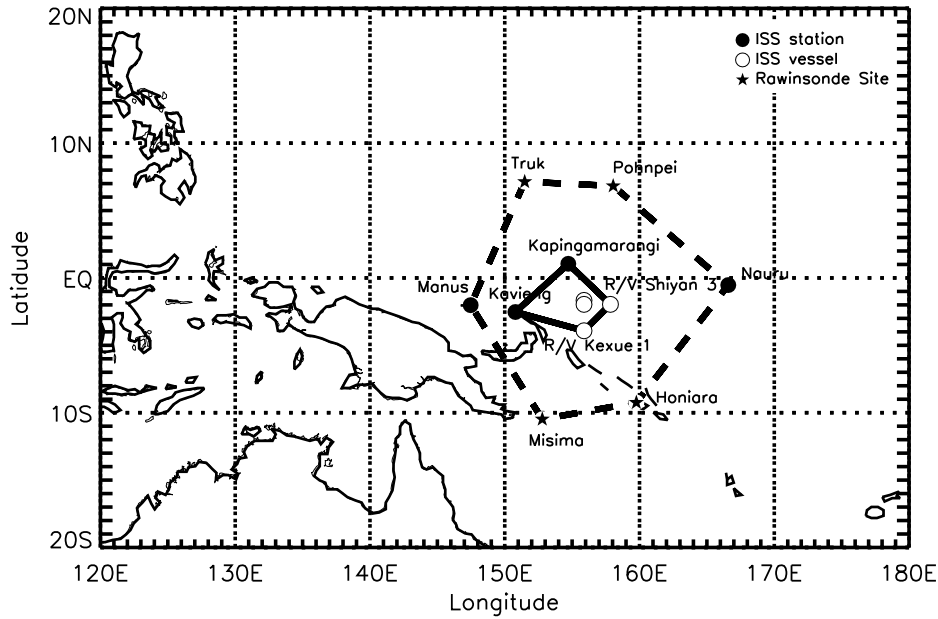 20N
ISS station
ISS vessel
Rawinsonde Site
10N
Truk
Pohnpei
Kapingamarangi
EQ
Manus
Kavieng
R/V Shiyan 3
Nauru
R/V Kexue 1
Honiara
10S
Misima
20S
120E
130E
140E
150E
160E
170E
180E
Longitude
Latidude